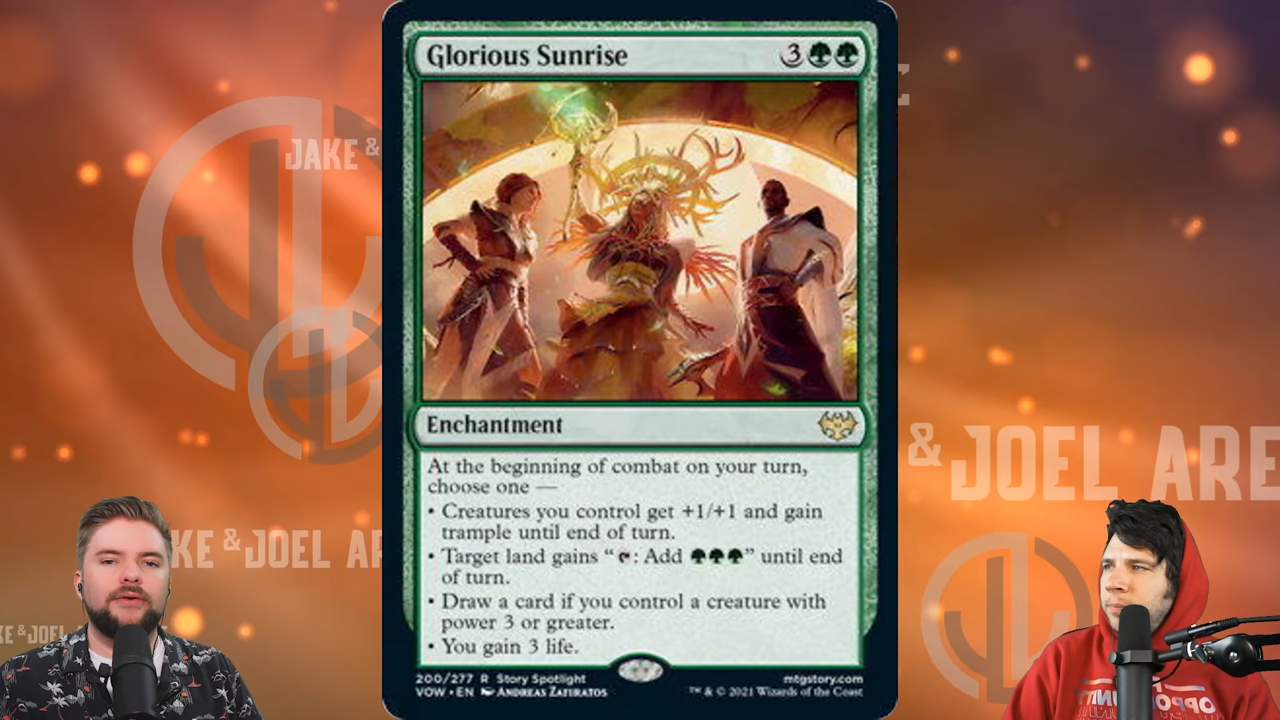 Glorious Sunrise 3
JAKE &
Enchantment
At the beginning of combat on your turn,
choose one —
• Creatures you control get +1/+1 and gain
trample until end of turn.
• Target land gains “: Add ” until end
of turn.
• Draw a card if you control a creature with
power 3 or greater.
• You gain 3 life.
200/277 R Story Spotlight
VOW • EN ANDREAS ZAFIRATOS
mtgstory.com
™ & © 2021 Wizards of the Coast
& JOEL ARE
KE & JOEL AR
KE & JOEL